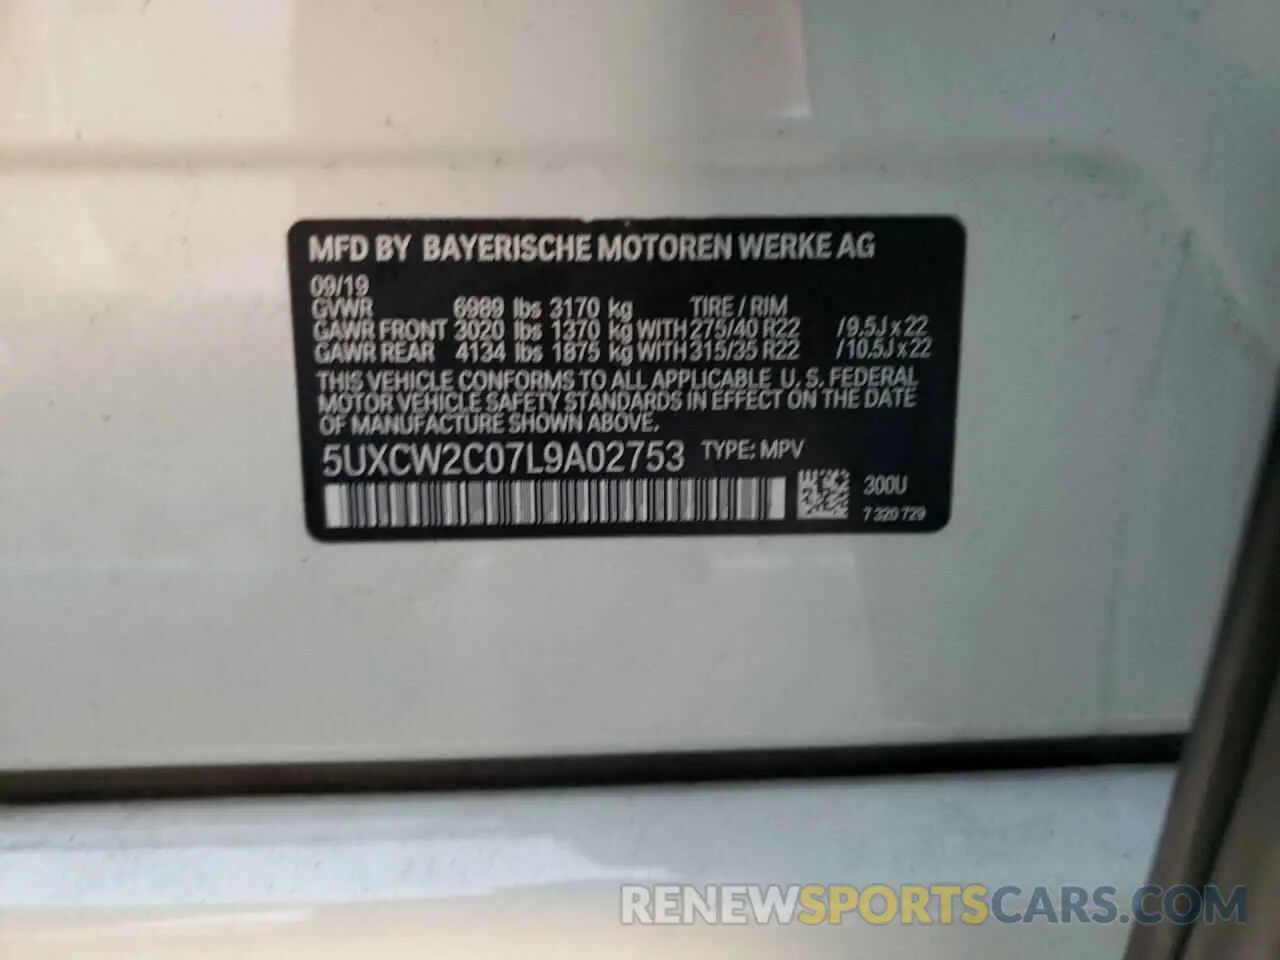 MFD BY BAYERISCHE MOTOREN WERKE AG
09/19
GVWR 6989 lbs 3170 kg TIRE / RIM
GAWR FRONT 3020 lbs 1370 kg WITH 275/40 R22 /9.5J x 22
GAWR REAR 4134 lbs 1875 kg WITH 315/35 R22 /10.5J x 22
THIS VEHICLE CONFORMS TO ALL APPLICABLE U. S. FEDERAL
MOTOR VEHICLE SAFETY STANDARDS IN EFFECT ON THE DATE
OF MANUFACTURE SHOWN ABOVE.
5UXCW2C07L9A02753 TYPE: MPV
300U
7 320 729
RENEWSPORTSCARS.COM